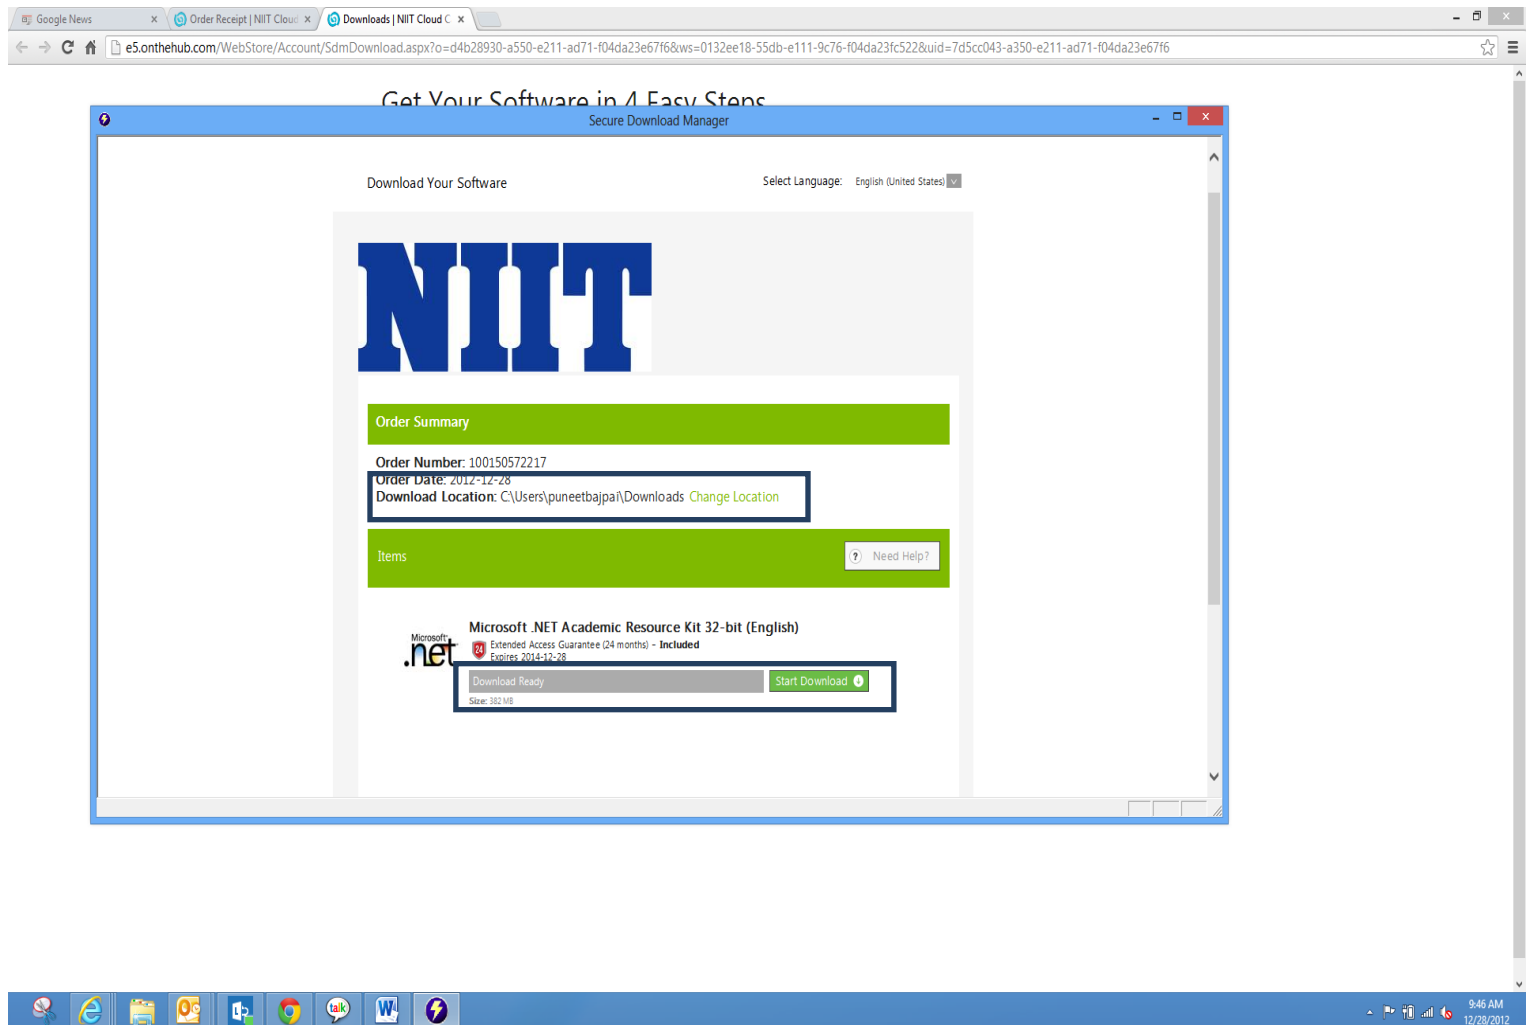 Google News x
Order Receipt | NIIT Cloud x
Downloads | NIIT Cloud C x
e5.onthehub.com/WebStore/Account/SdmDownload.aspx?o=d4b28930-a550-e211-ad71-f04da23e67f6&ws=0132ee18-55db-e111-9c76-f04da23fc522&uid=7d5cc043-a350-e211-ad71-f04da23e67f6
Get Your Software in 4 Easy Steps
Secure Download Manager
Download Your Software
Select Language: English (United States)
NIIT
Order Summary
Order Number: 100150572217
Order Date: 2012-12-28
Download Location: C:\Users\puneetbajpai\Downloads Change Location
Items
? Need Help?
Microsoft .NET Academic Resource Kit 32-bit (English)
Microsoft
.net
24 Extended Access Guarantee (24 months) - Included
Expires 2014-12-28
Download Ready
Start Download
Size: 382 MB
talk
9:46 AM
12/28/2012